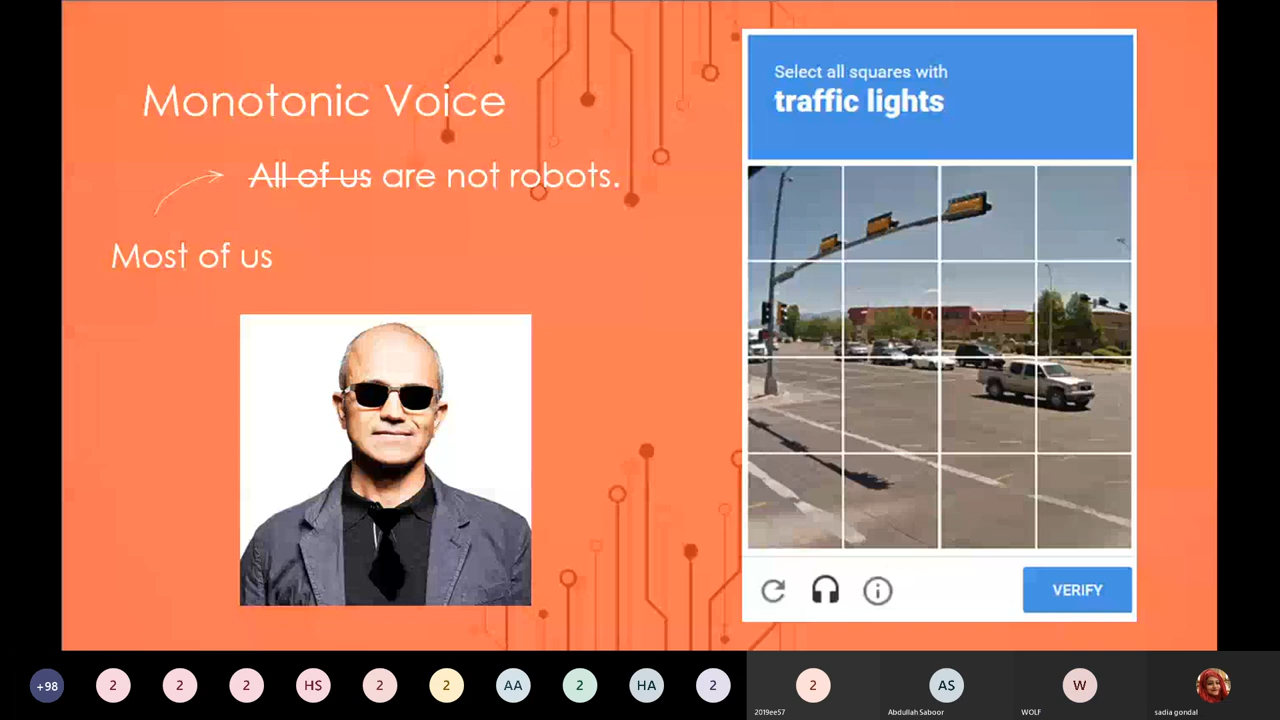 Monotonic Voice
All of us are not robots.
Most of us
Select all squares with
traffic lights
VERIFY
+98
2
2
2
HS
2
2
AA
2
HA
2
2
AS
W
2019ee57
Abdullah Saboor
WOLF
sadia gondal